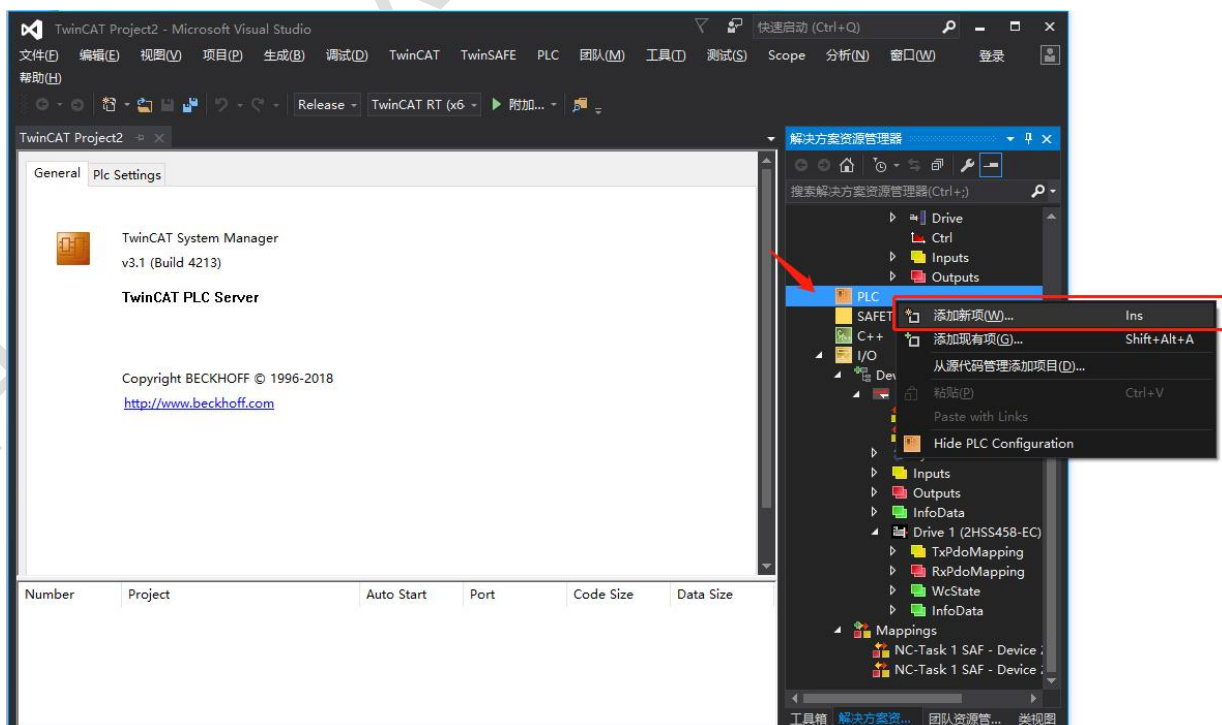 TwinCAT Project2 - Microsoft Visual Studio
快速启动 (Ctrl+Q)
文件(F) 编辑(E) 视图(V) 项目(P) 生成(B) 调试(D) TwinCAT TwinSAFE PLC 团队(M) 工具(T) 测试(S) Scope 分析(N) 窗口(W) 登录
帮助(H)
Release TwinCAT RT (x6 附加...
TwinCAT Project2
解决方案资源管理器
General Plc Settings
搜索解决方案资源管理器(Ctrl+;)
TwinCAT System Manager
v3.1 (Build 4213)
TwinCAT PLC Server
Copyright BECKHOFF © 1996-2018
http://www.beckhoff.com
Number Project Auto Start Port Code Size Data Size
Drive
Ctrl
Inputs
Outputs
PLC
SAFET
C++
I/O
Dev
Inputs
Outputs
InfoData
Drive 1 (2HSS458-EC)
TxPdoMapping
RxPdoMapping
WcState
InfoData
Mappings
NC-Task 1 SAF - Device
NC-Task 1 SAF - Device
添加新项(W)... Ins
添加现有项(G)... Shift+Alt+A
从源代码管理添加项目(D)...
粘贴(P) Ctrl+V
Paste with Links
Hide PLC Configuration
工具箱 解决方案资... 团队资源管... 类视图